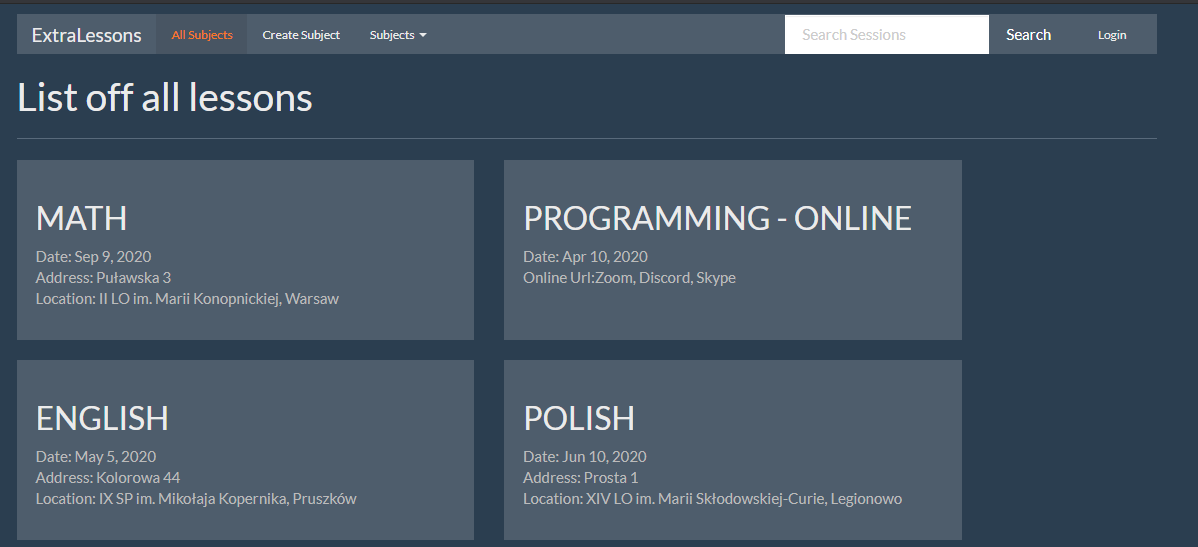 ExtraLessons All Subjects Create Subject Subjects Search Sessions Search Login
List off all lessons
MATH
Date: Sep 9, 2020
Address: Puławska 3
Location: II LO im. Marii Konopnickiej, Warsaw
PROGRAMMING - ONLINE
Date: Apr 10, 2020
Online Url:Zoom, Discord, Skype
ENGLISH
Date: May 5, 2020
Address: Kolorowa 44
Location: IX SP im. Mikołaja Kopernika, Pruszków
POLISH
Date: Jun 10, 2020
Address: Prosta 1
Location: XIV LO im. Marii Skłodowskiej-Curie, Legionowo